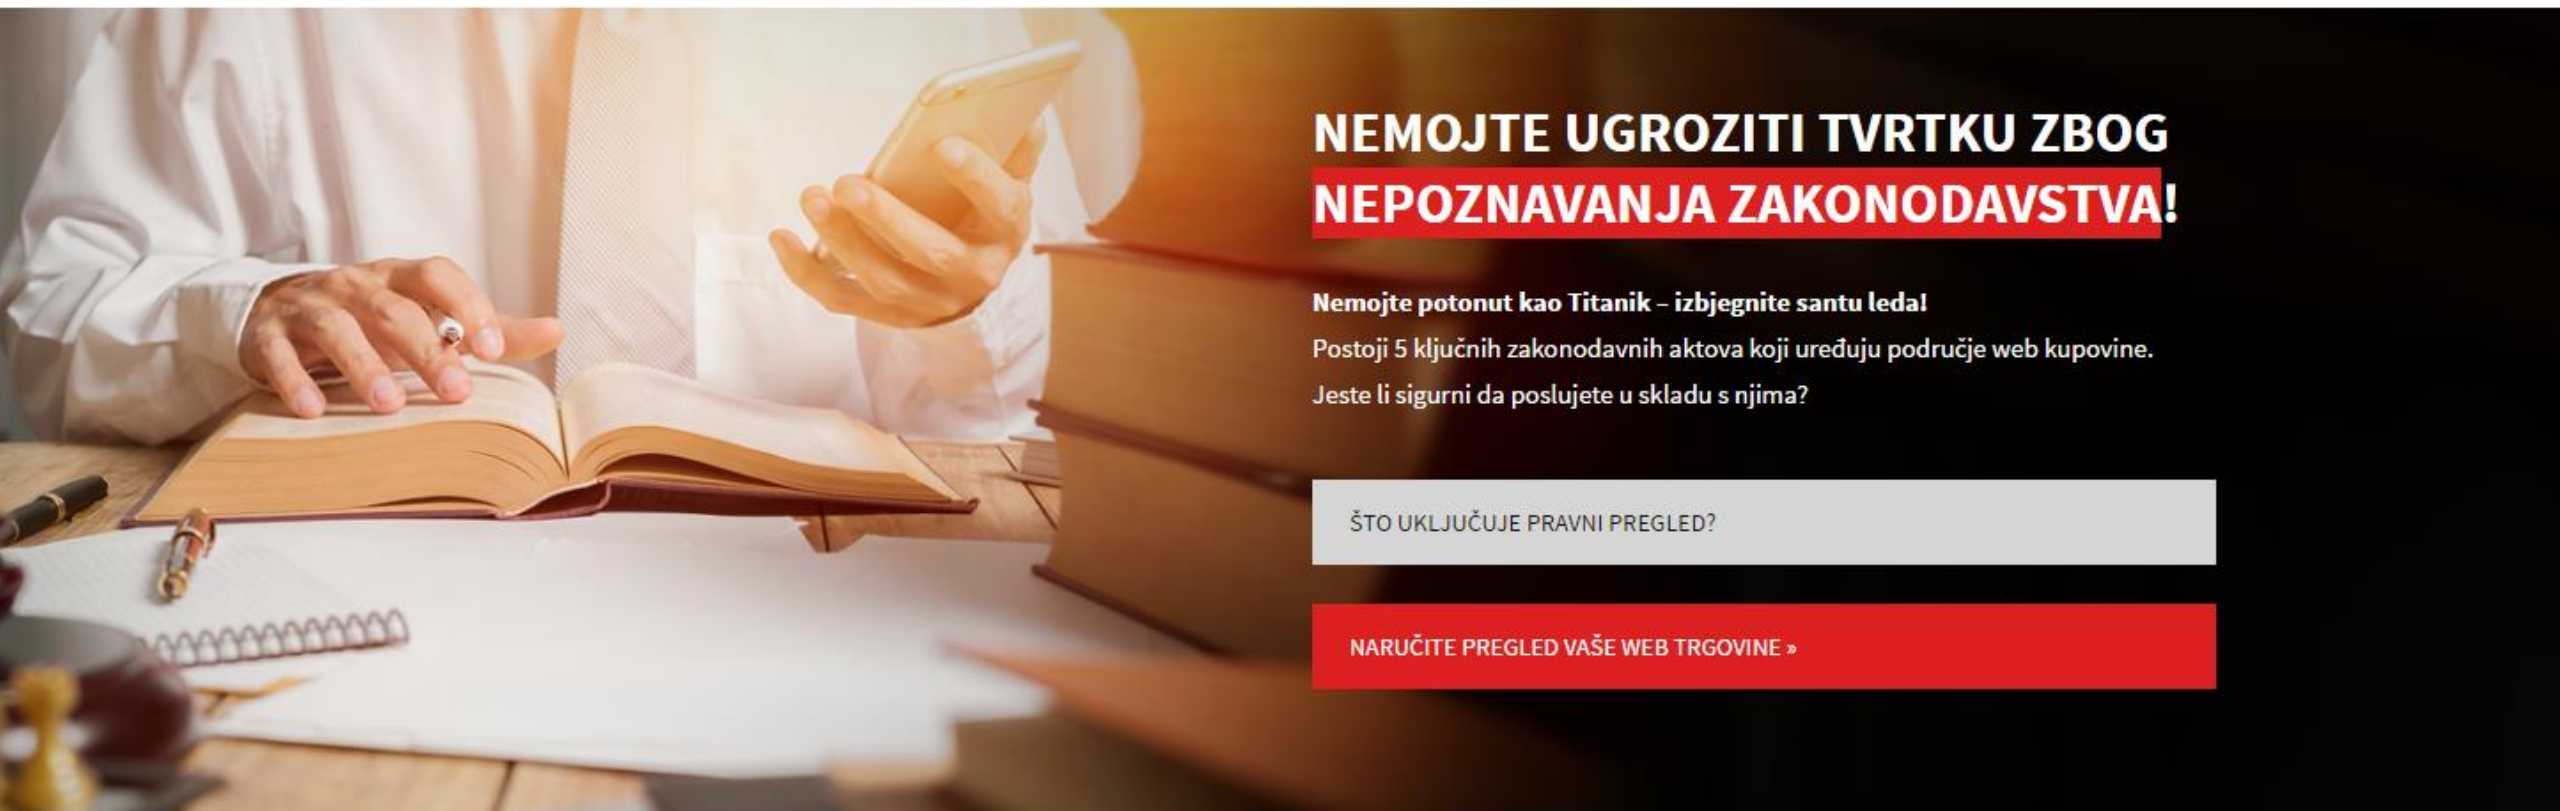 NEMOJTE UGROZITI TVRTKU ZBOG
NEPOZNAVANJA ZAKONODAVSTVA!
Nemojte potonut kao Titanik – izbjegnite santu leda!
Postoji 5 ključnih zakonodavnih aktova koji uređuju područje web kupovine.
Jeste li sigurni da poslujete u skladu s njima?
ŠTO UKLJUČUJE PRAVNI PREGLED?
NARUČITE PREGLED VAŠE WEB TRGOVINE »